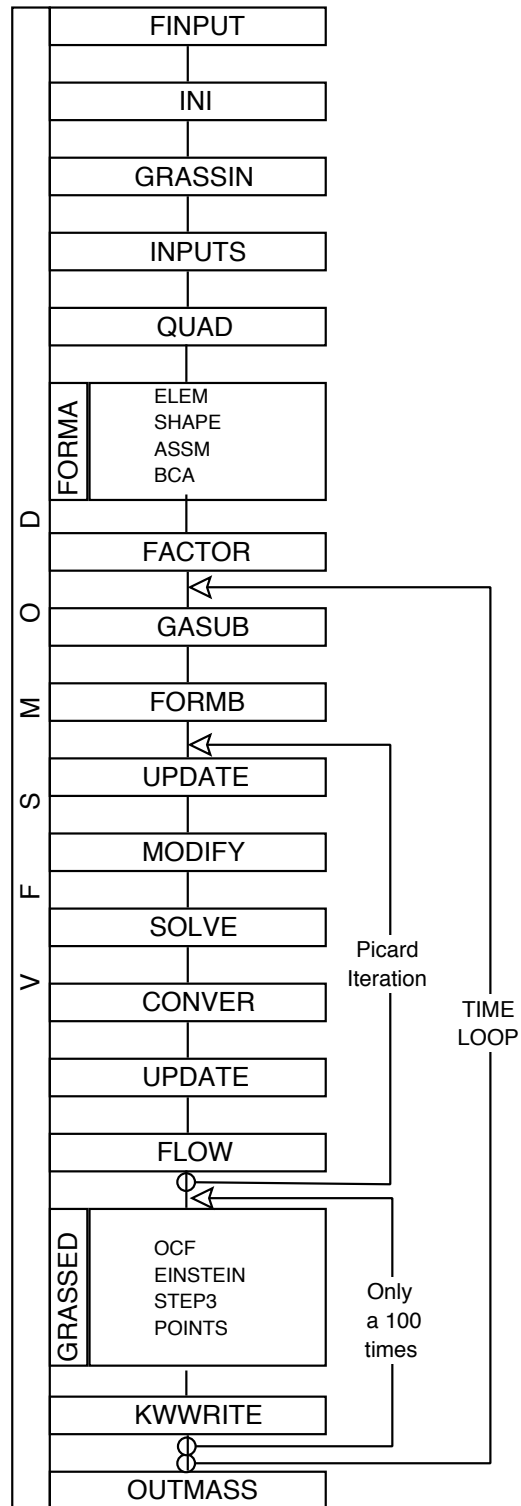 FINPUT
INI
GRASSIN
INPUTS
QUAD
FORMA
ELEM
SHAPE
ASSM
BCA
FACTOR
GASUB
FORMB
UPDATE
MODIFY
SOLVE
CONVER
UPDATE
FLOW
GRASSED
OCF
EINSTEIN
STEP3
POINTS
KWWRITE
OUTMASS
V F S M O D
Picard
Iteration
TIME
LOOP
Only
a 100
times